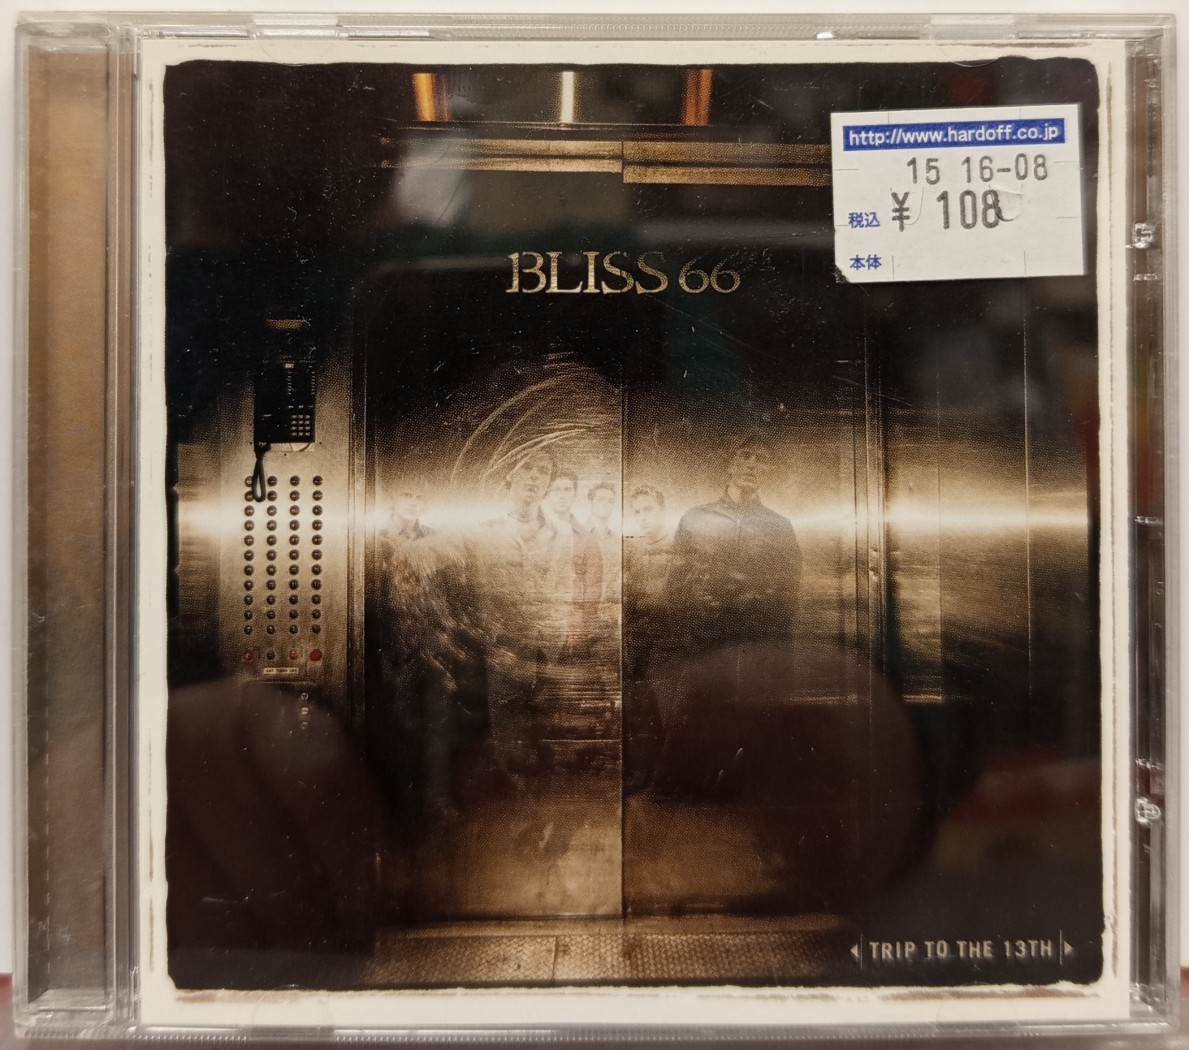 http://www.hardoff.co.jp
15 16-08
税込 ¥ 108
本体
BLISS 66
TRIP TO THE 13TH